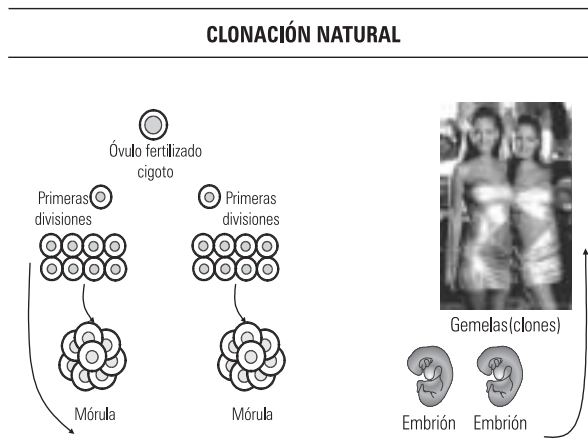 CLONACIÓN NATURAL
Óvulo fertilizado
cigoto
Primeras
divisiones
Primeras
divisiones
Mórula
Mórula
Gemelas(clones)
Embrión
Embrión